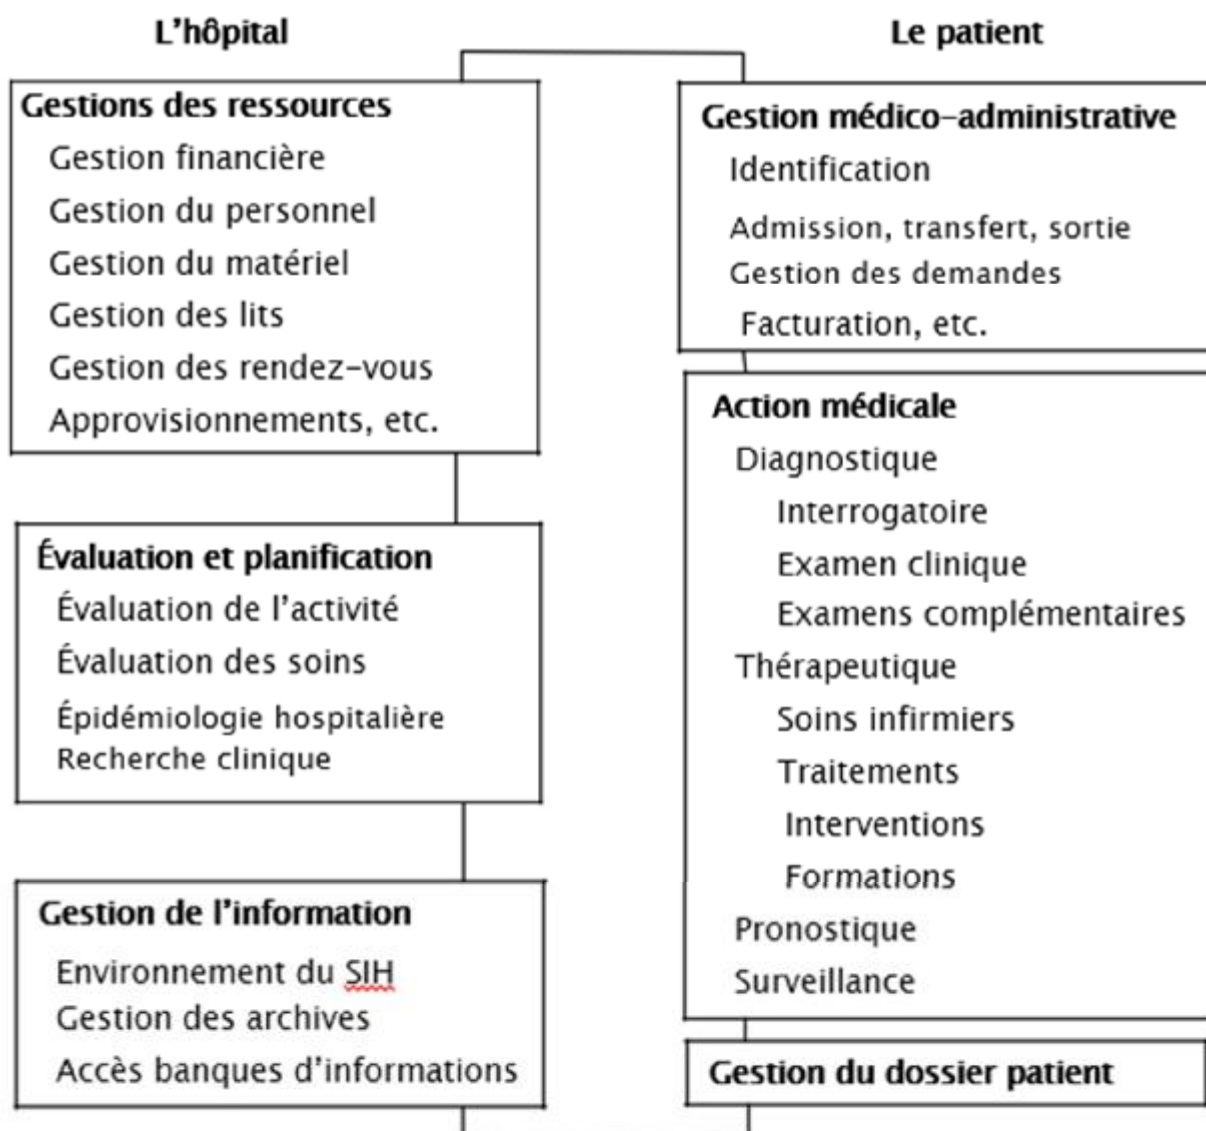 L'hôpital
Gestions des ressources
Gestion financière
Gestion du personnel
Gestion du matériel
Gestion des lits
Gestion des rendez-vous
Approvisionnements, etc.
Évaluation et planification
Évaluation de l'activité
Évaluation des soins
Épidémiologie hospitalière
Recherche clinique
Gestion de l'information
Environnement du SIH
Gestion des archives
Accès banques d'informations
Le patient
Gestion médico-administrative
Identification
Admission, transfert, sortie
Gestion des demandes
Facturation, etc.
Action médicale
Diagnostique
Interrogatoire
Examen clinique
Examens complémentaires
Thérapeutique
Soins infirmiers
Traitements
Interventions
Formations
Pronostique
Surveillance
Gestion du dossier patient